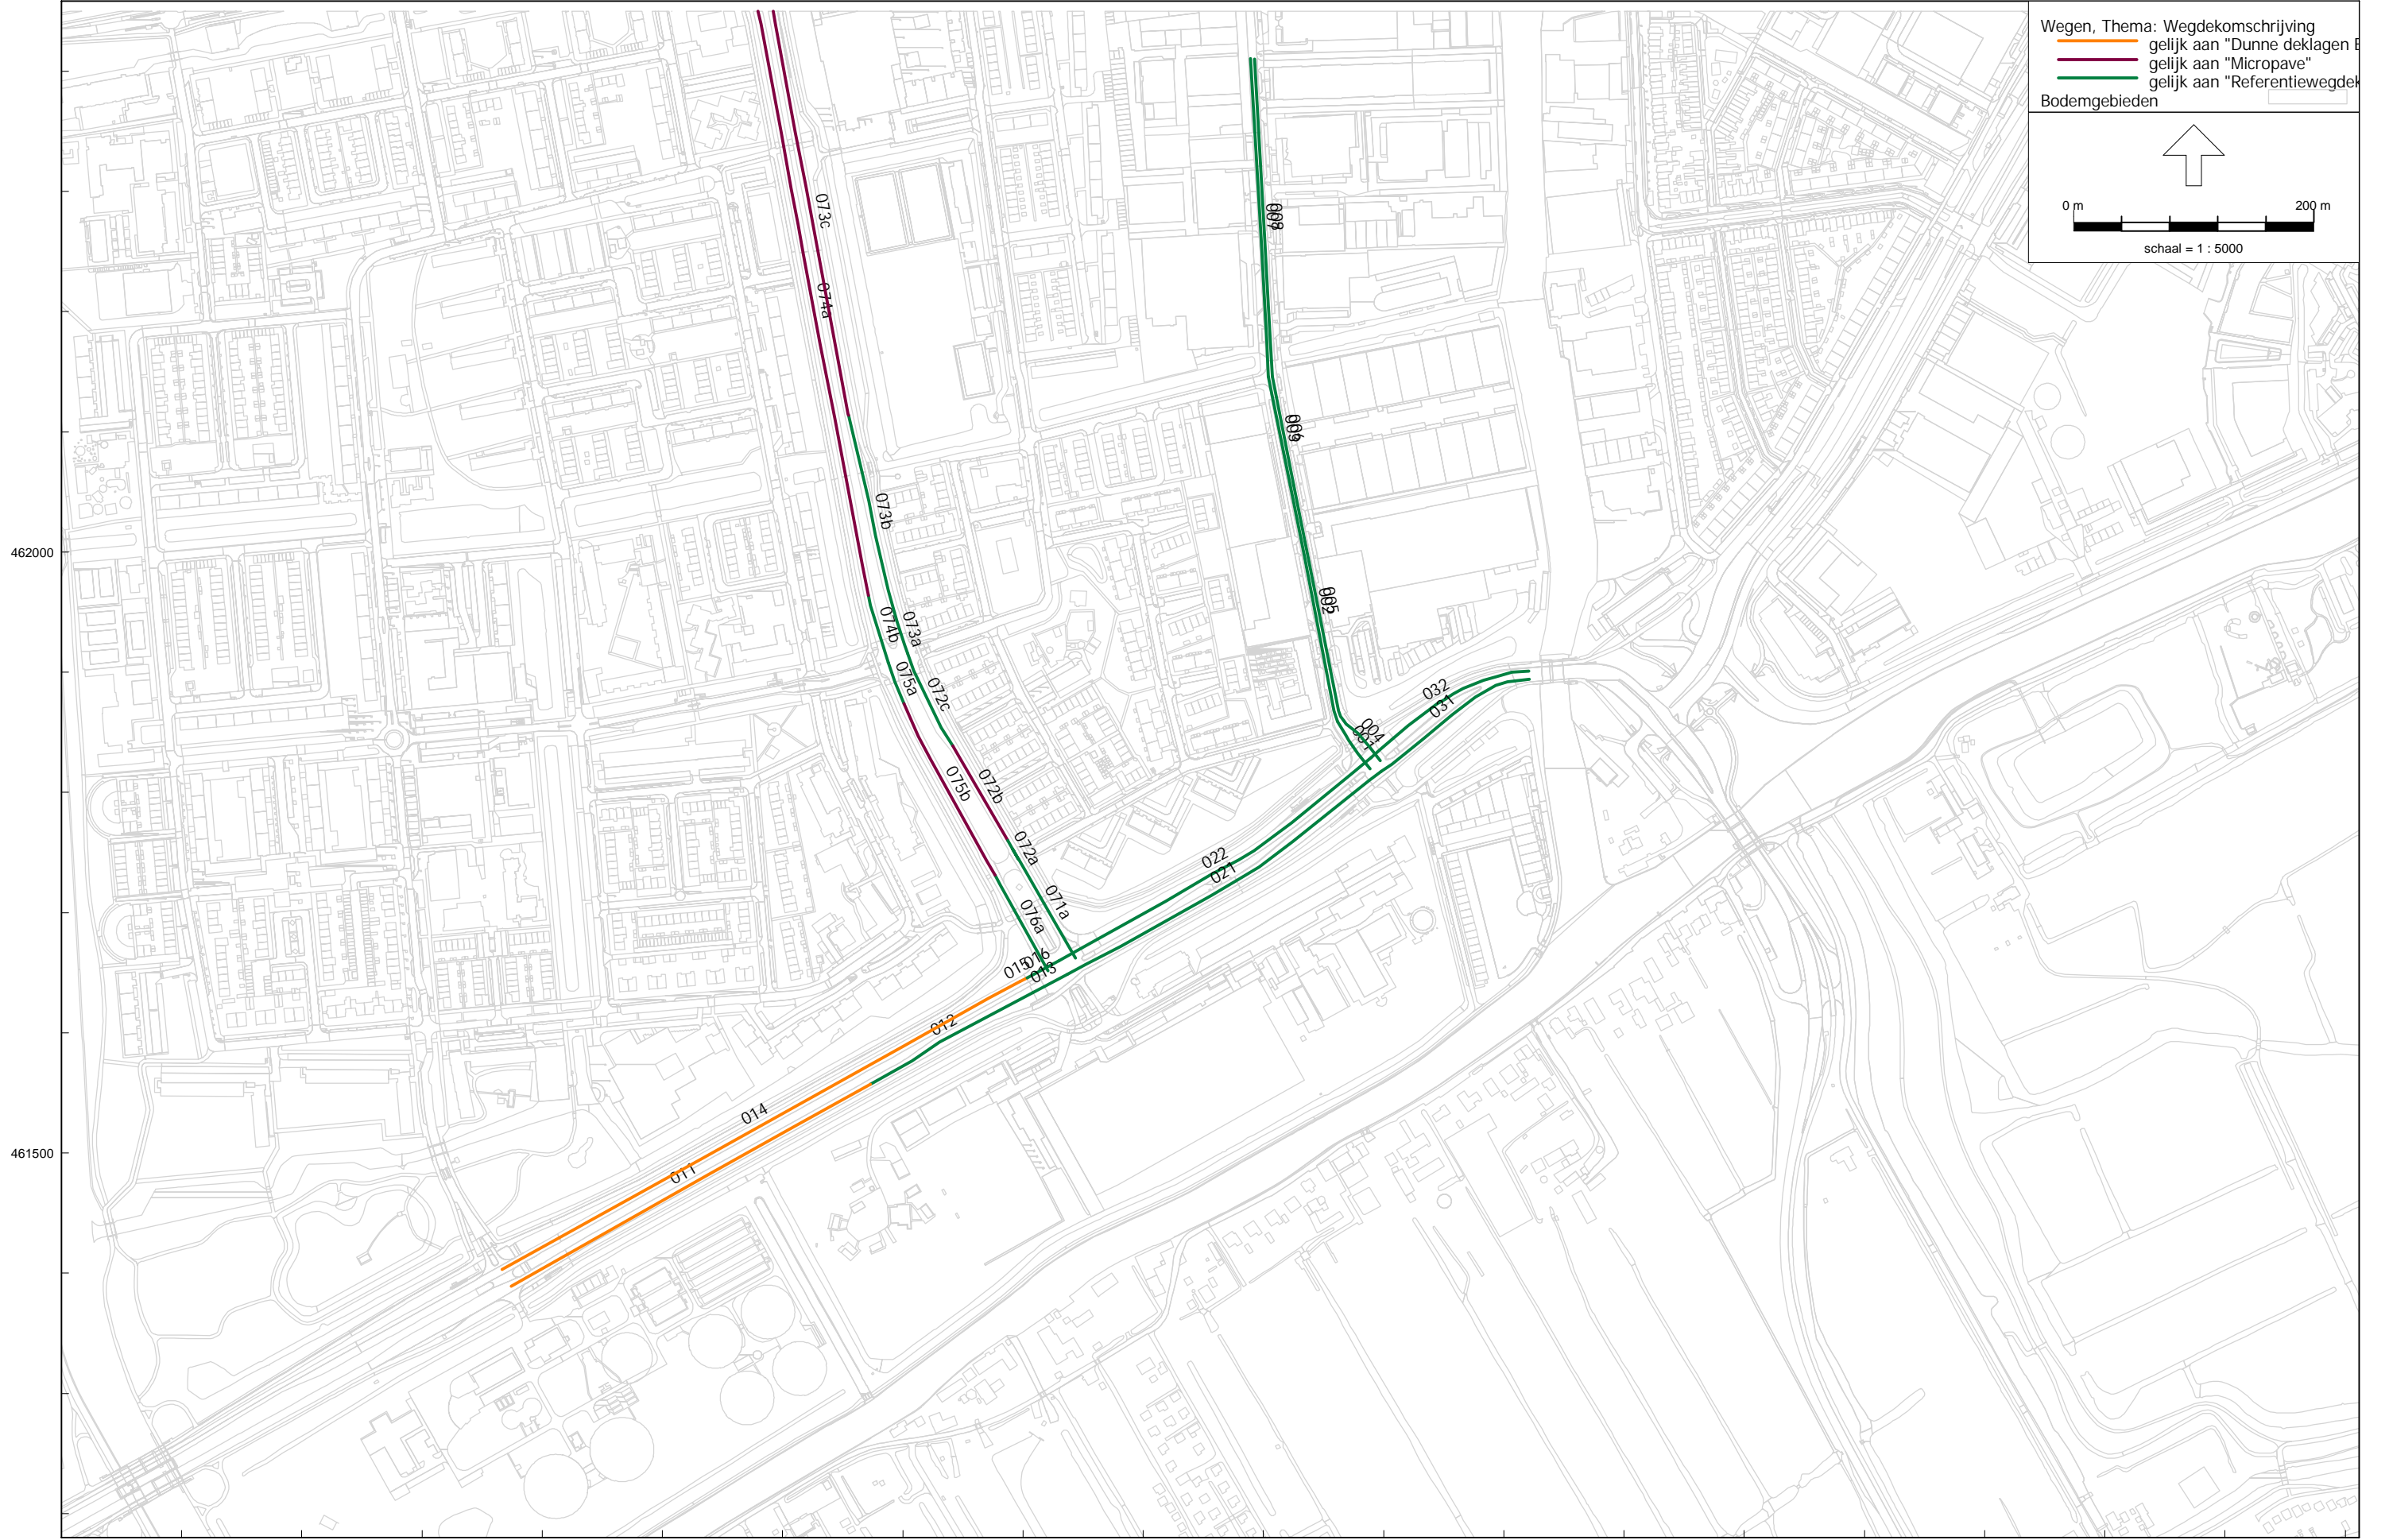 Wegen, Thema: Wegdekomschrijving
gelijk aan "Dunne deklagen
gelijk aan "Micropave"
gelijk aan "Referentiewegdek
Bodemgebieden
0 m 200 m
schaal = 1 : 5000
073c
008
074a
006
073b
462000
005
074b
073a
075a
072c
032
031
004
001
075b
072b
072a
022
021
071a
076a
015
016
013
012
014
461500
011